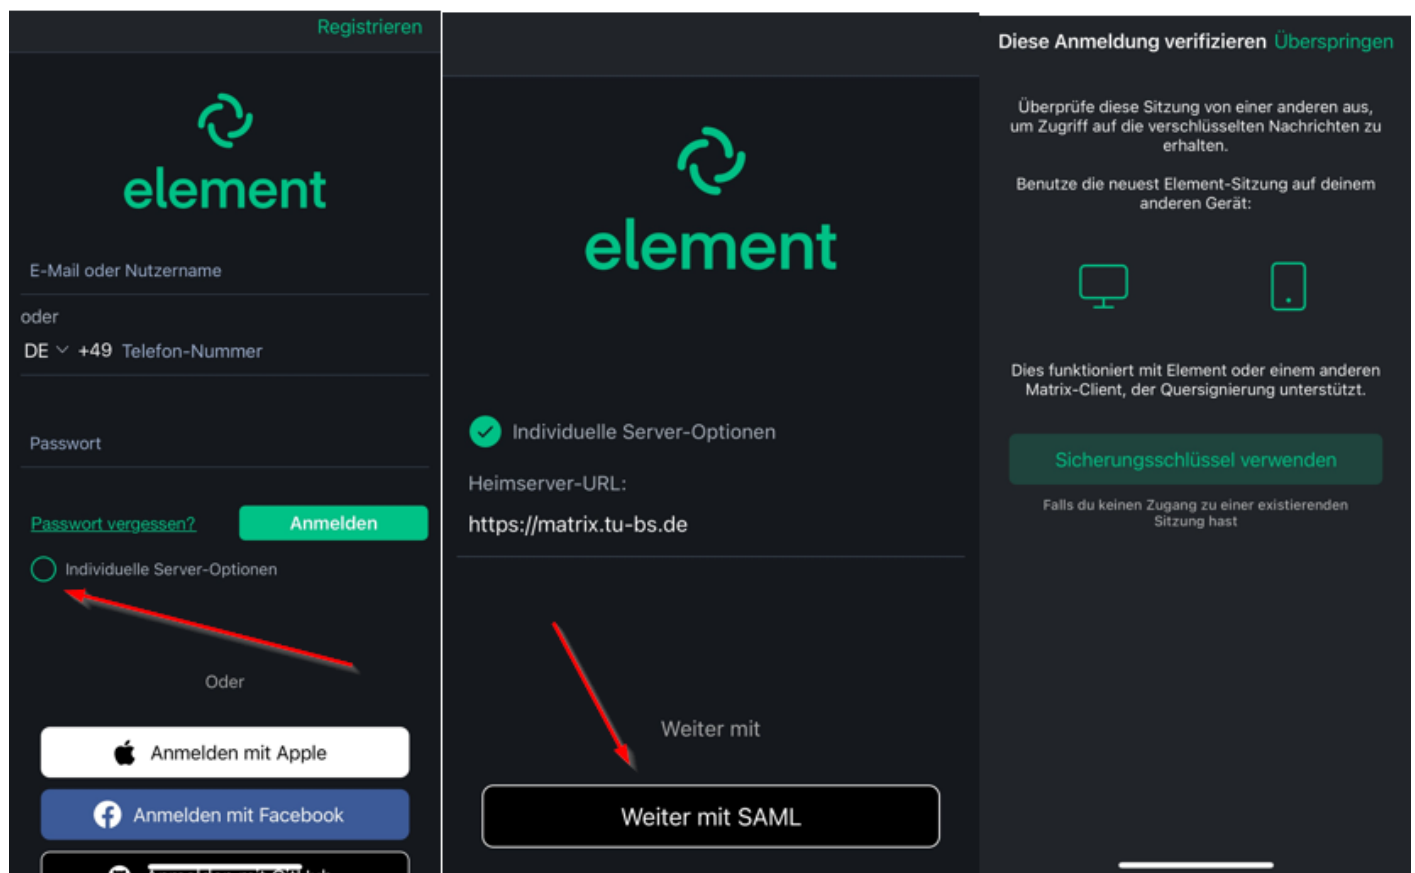 Registrieren
element
E-Mail oder Nutzername
oder
DE +49 Telefon-Nummer
Passwort
Passwort vergessen?
Anmelden
Individuelle Server-Optionen
Oder
Anmelden mit Apple
Anmelden mit Facebook
element
Individuelle Server-Optionen
Heimserver-URL:
https://matrix.tu-bs.de
Weiter mit
Weiter mit SAML
Diese Anmeldung verifizieren Überspringen
Überprüfe diese Sitzung von einer anderen aus,
um Zugriff auf die verschlüsselten Nachrichten zu
erhalten.
Benutze die neuest Element-Sitzung auf deinem
anderen Gerät:
Dies funktioniert mit Element oder einem anderen
Matrix-Client, der Quersignierung unterstützt.
Sicherungsschlüssel verwenden
Falls du keinen Zugang zu einer existierenden
Sitzung hast